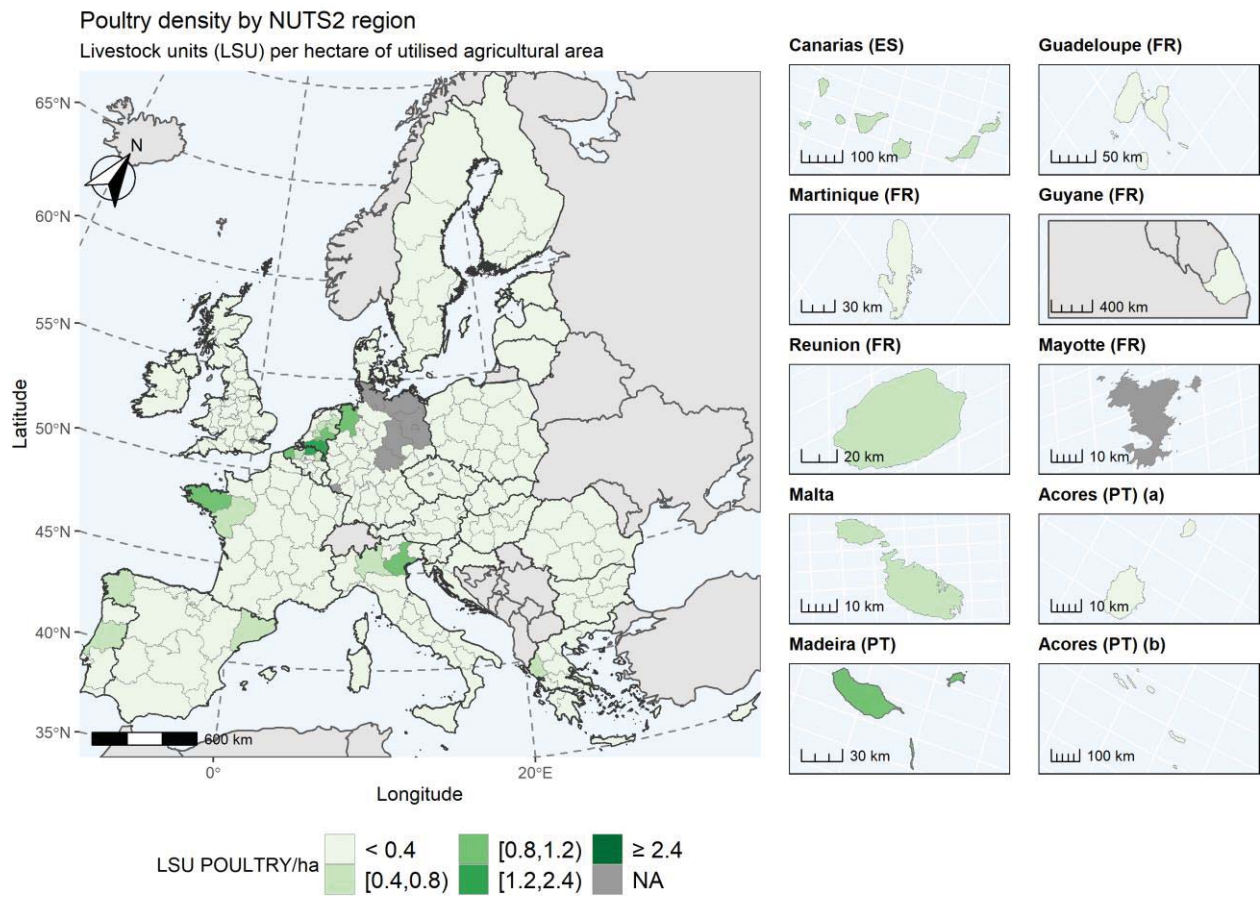 Poultry density by NUTS2 region
Livestock units (LSU) per hectare of utilised agricultural area
65°N
60°N
55°N
50°N
45°N
40°N
35°N
Latitude
N
600 km
0°
20°E
Longitude
Canarias (ES)
100 km
Guadeloupe (FR)
50 km
Martinique (FR)
30 km
Guyane (FR)
400 km
Reunion (FR)
20 km
Mayotte (FR)
10 km
Malta
10 km
Acores (PT) (a)
10 km
Madeira (PT)
30 km
Acores (PT) (b)
100 km
LSU POULTRY/ha
< 0.4
[0.8,1.2)
≥ 2.4
[0.4,0.8)
[1.2,2.4)
NA